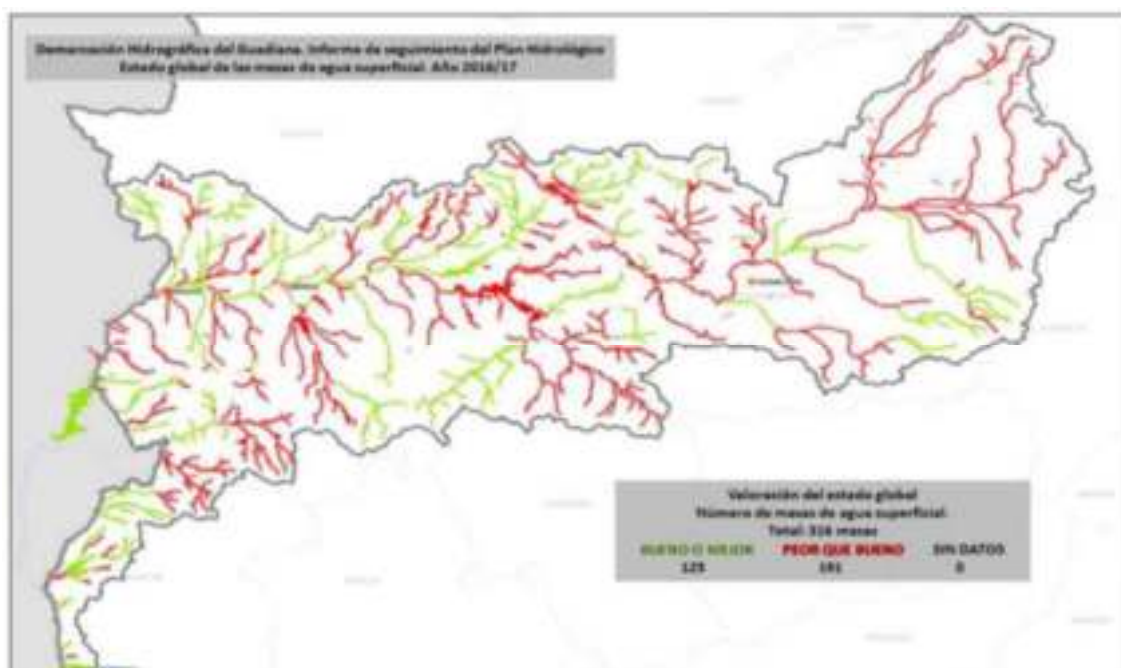 Demarcación Hidrográfica del Guadiana. Informe de seguimiento del Plan Hidrológico
Estado global de las masas de agua superficial. Año 2016/17
Valoración del estado global
Número de masas de agua superficial
Total: 316 masas
BUENO O MEJOR PEOR QUE BUENO SIN DATOS
125 191 0